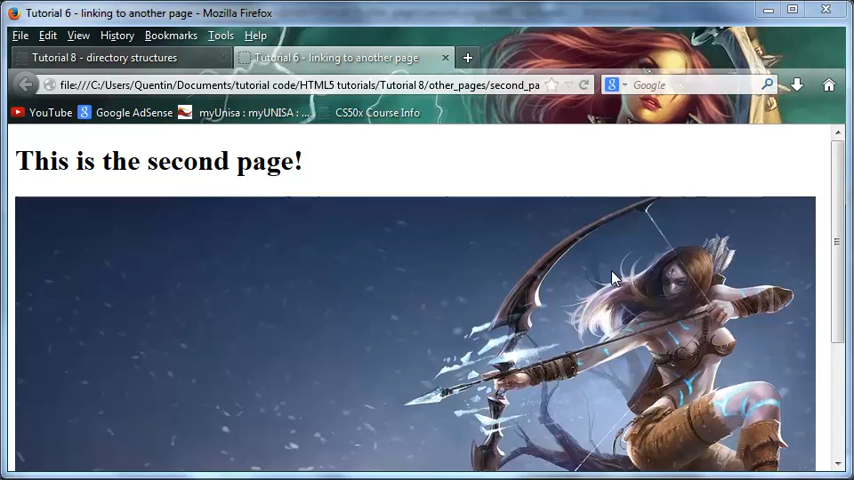 Tutorial 6 - linking to another page - Mozilla Firefox
File Edit View History Bookmarks Tools Help
Tutorial 8 - directory structures
Tutorial 6 - linking to another page
file:///C:/Users/Quentin/Documents/tutorial code/HTML5 tutorials/Tutorial 8/other_pages/second_pa
Google
YouTube Google AdSense myUnisa : myUNISA : ... CS50x Course Info
This is the second page!